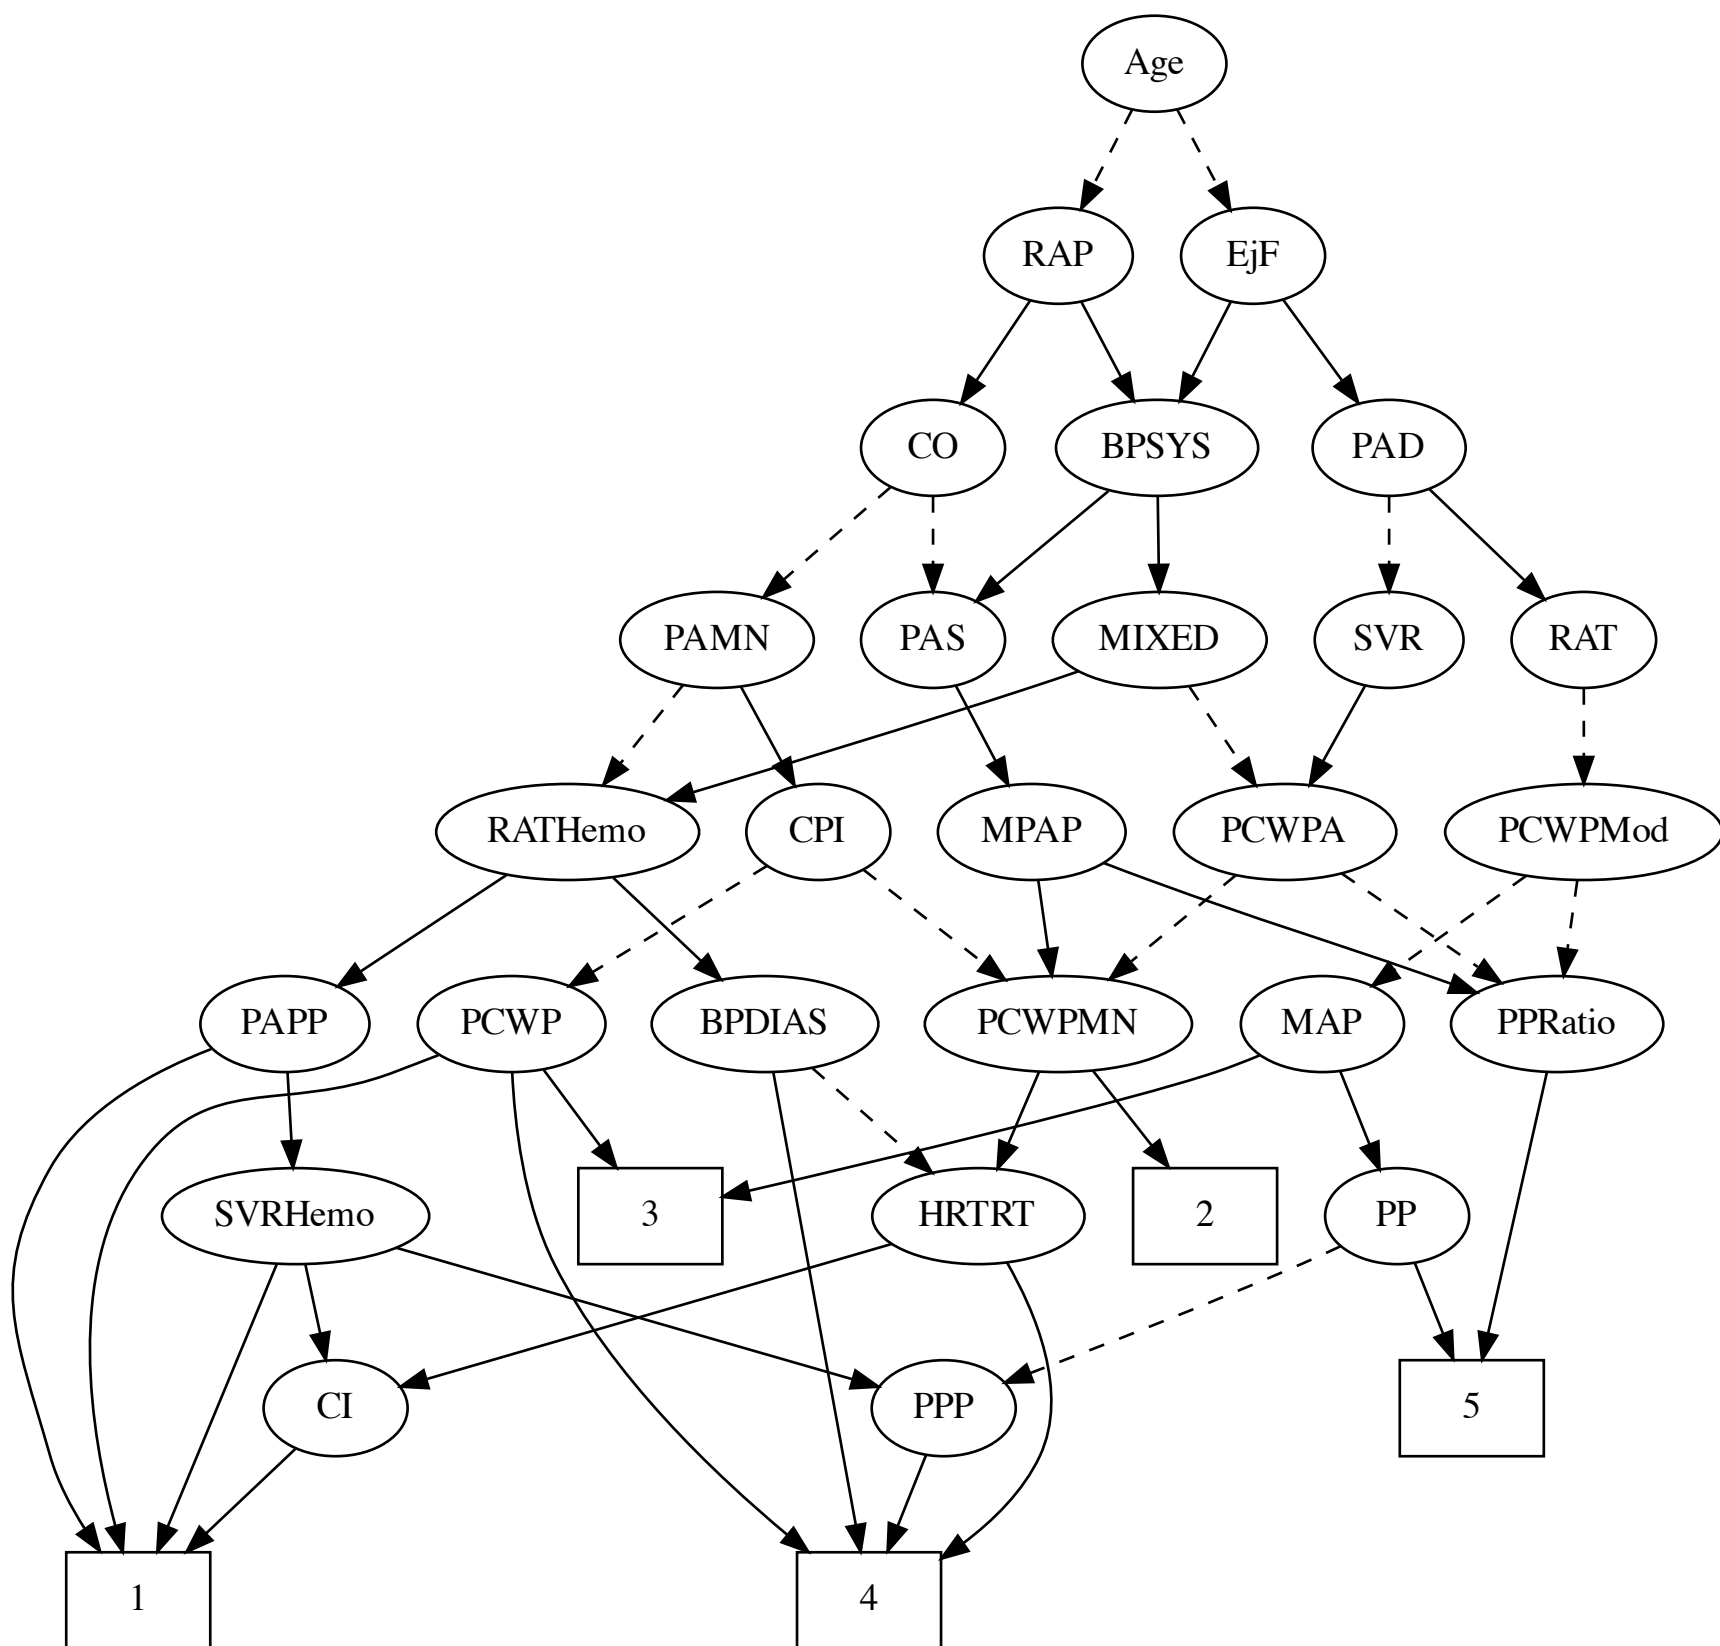 Age
RAP
EjF
CO
BPSYS
PAD
PAMN
PAS
MIXED
SVR
RAT
RATHemo
CPI
MPAP
PCWPA
PCWPMod
PAPP
PCWP
BPDIAS
PCWPMN
MAP
PPRatio
SVRHemo
3
HRTRT
2
PP
CI
PPP
5
1
4